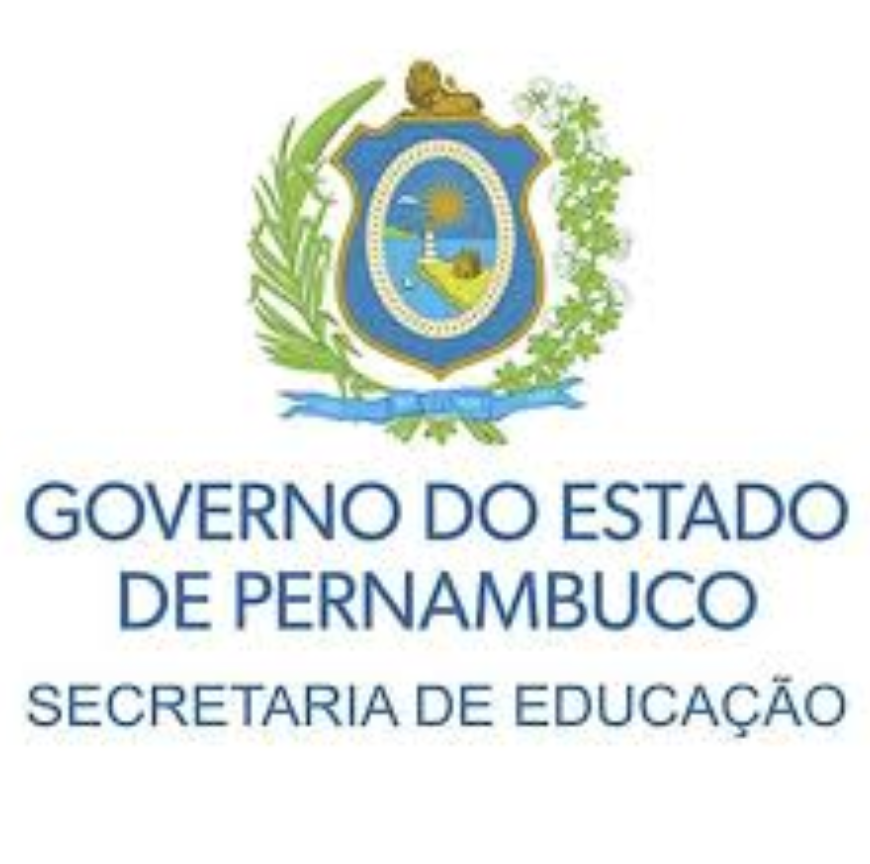 GOVERNO DO ESTADO
DE PERNAMBUCO
SECRETARIA DE EDUCAÇÃO